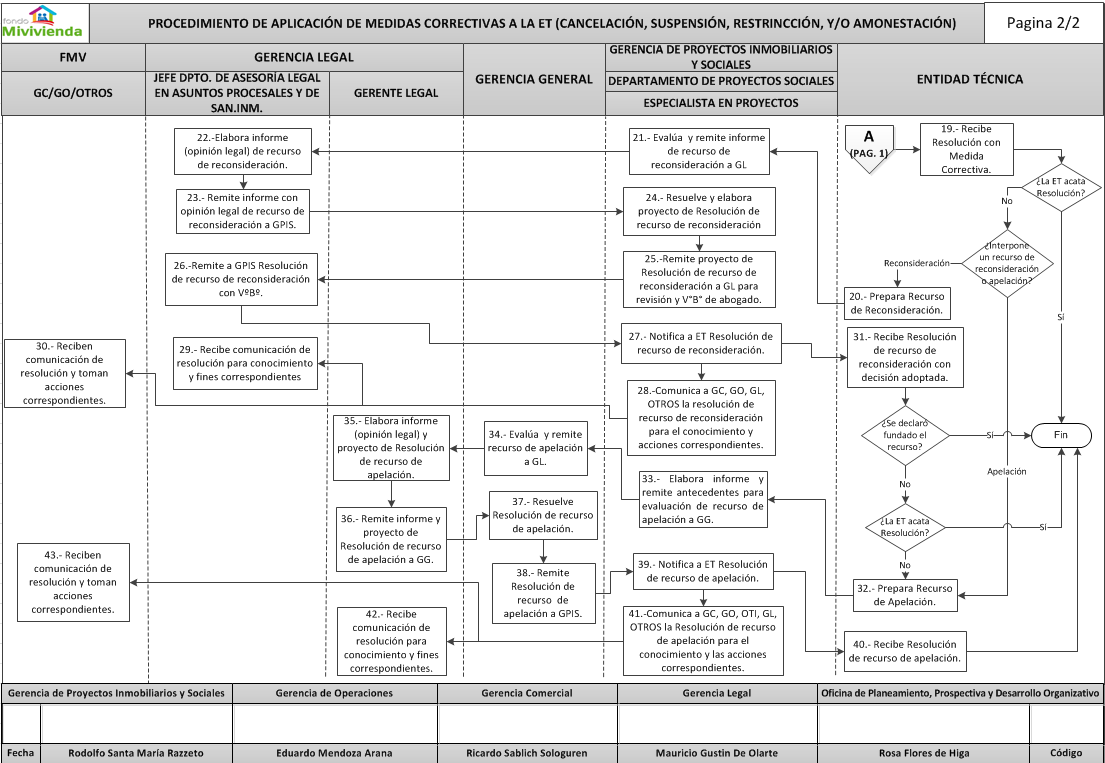 fondo
Mivivienda
PROCEDIMIENTO DE APLICACIÓN DE MEDIDAS CORRECTIVAS A LA ET (CANCELACIÓN, SUSPENSIÓN, RESTRINCCIÓN, Y/O AMONESTACIÓN)
Pagina 2/2
FMV
GERENCIA LEGAL
GERENCIA GENERAL
GERENCIA DE PROYECTOS INMOBILIARIOS
Y SOCIALES
ENTIDAD TÉCNICA
GC/GO/OTROS
JEFE DPTO. DE ASESORÍA LEGAL
EN ASUNTOS PROCESALES Y DE
SAN.INM.
GERENTE LEGAL
DEPARTAMENTO DE PROYECTOS SOCIALES
ESPECIALISTA EN PROYECTOS
A
(PAG. 1)
19.- Recibe
Resolución con
Medida
Correctiva.
¿La ET acata
Resolución?
No
Sí
¿Interpone
un recurso de
reconsideración
o apelación?
Reconsideración
Apelación
20.- Prepara Recurso
de Reconsideración.
21.- Evalúa y remite informe
de recurso de
reconsideración a GL
22.-Elabora informe
(opinión legal) de recurso
de reconsideración.
23.- Remite informe con
opinión legal de recurso de
reconsideración a GPIS.
24.- Resuelve y elabora
proyecto de Resolución de
recurso de reconsideración
25.-Remite proyecto de
Resolución de recurso de
reconsideración a GL para
revisión y V°B° de abogado.
26.-Remite a GPIS Resolución
de recurso de reconsideración
con VºBº.
27.- Notifica a ET Resolución de
recurso de reconsideración.
28.-Comunica a GC, GO, GL,
OTROS la resolución de
recurso de reconsideración
para el conocimiento y
acciones correspondientes.
29.- Recibe comunicación de
resolución para conocimiento
y fines correspondientes
30.- Reciben
comunicación de
resolución y toman
acciones
correspondientes.
31.- Recibe Resolución
de recurso de
reconsideración con
decisión adoptada.
¿Se declaró
fundado el
recurso?
Sí
Fin
No
¿La ET acata
Resolución?
Sí
No
32.- Prepara Recurso
de Apelación.
33.- Elabora informe y
remite antecedentes para
evaluación de recurso de
apelación a GG.
34.- Evalúa y remite
recurso de apelación
a GL.
35.- Elabora informe
(opinión legal) y
proyecto de Resolución
de recurso de
apelación.
36.- Remite informe y
proyecto de
Resolución de recurso
de apelación a GG.
37.- Resuelve
Resolución de recurso
de apelación.
38.- Remite
Resolución de
recurso de
apelación a GPIS.
39.- Notifica a ET Resolución
de recurso de apelación.
40.- Recibe Resolución
de recurso de apelación.
41.-Comunica a GC, GO, OTI, GL,
OTROS la Resolución de recurso
de apelación para el
conocimiento y las acciones
correspondientes.
42.- Recibe
comunicación de
resolución para
conocimiento y fines
correspondientes.
43.- Reciben
comunicación de
resolución y toman
acciones
correspondientes.
Gerencia de Proyectos Inmobiliarios y Sociales
Gerencia de Operaciones
Gerencia Comercial
Gerencia Legal
Oficina de Planeamiento, Prospectiva y Desarrollo Organizativo
Fecha
Rodolfo Santa María Razzeto
Eduardo Mendoza Arana
Ricardo Sablich Sologuren
Mauricio Gustin De Olarte
Rosa Flores de Higa
Código